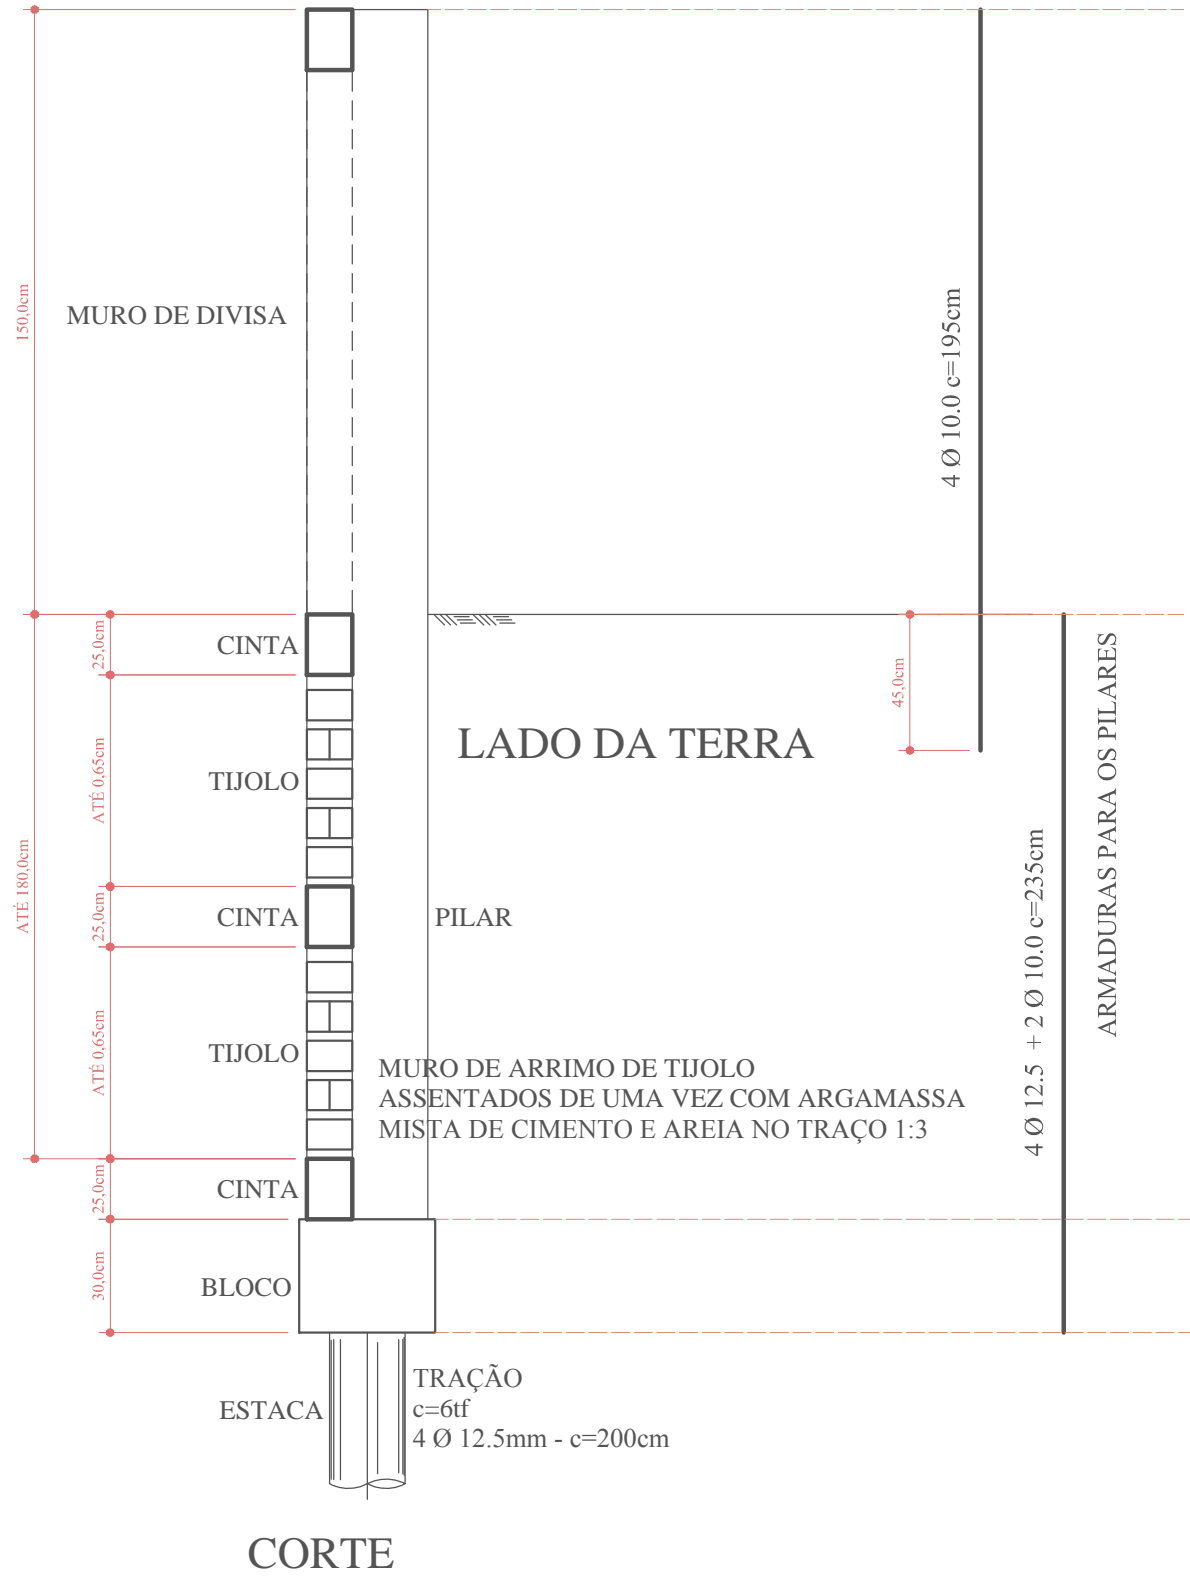 150,0cm
MURO DE DIVISA
4 Ø 10.0 c=195cm
25,0cm
CINTA
45,0cm
ATÉ 0,65cm
TIJOLO
LADO DA TERRA
ARMADURAS PARA OS PILARES
ATÉ 180,0cm
25,0cm
CINTA
PILAR
4 Ø 12.5 + 2 Ø 10.0 c=235cm
ATÉ 0,65cm
TIJOLO
MURO DE ARRIMO DE TIJOLO
ASSENTADOS DE UMA VEZ COM ARGAMASSA
MISTA DE CIMENTO E AREIA NO TRAÇO 1:3
25,0cm
CINTA
30,0cm
BLOCO
ESTACA
TRAÇÃO
c=6tf
4 Ø 12.5mm - c=200cm
CORTE